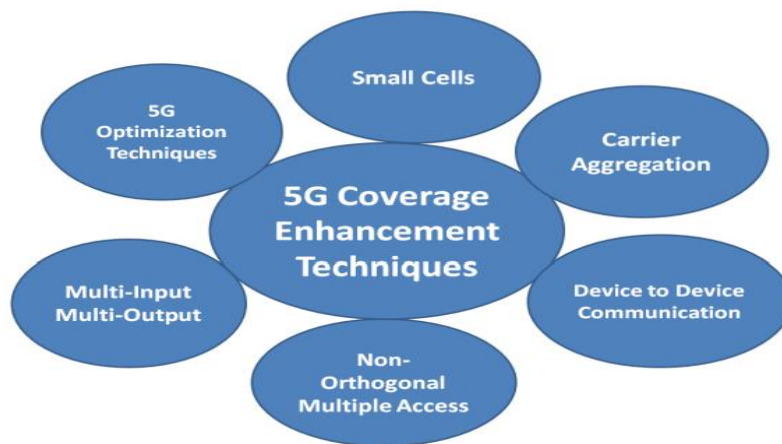 Small Cells
5G
Optimization
Techniques
Carrier
Aggregation
5G Coverage
Enhancement
Techniques
Multi-Input
Multi-Output
Device to Device
Communication
Non-
Orthogonal
Multiple Access